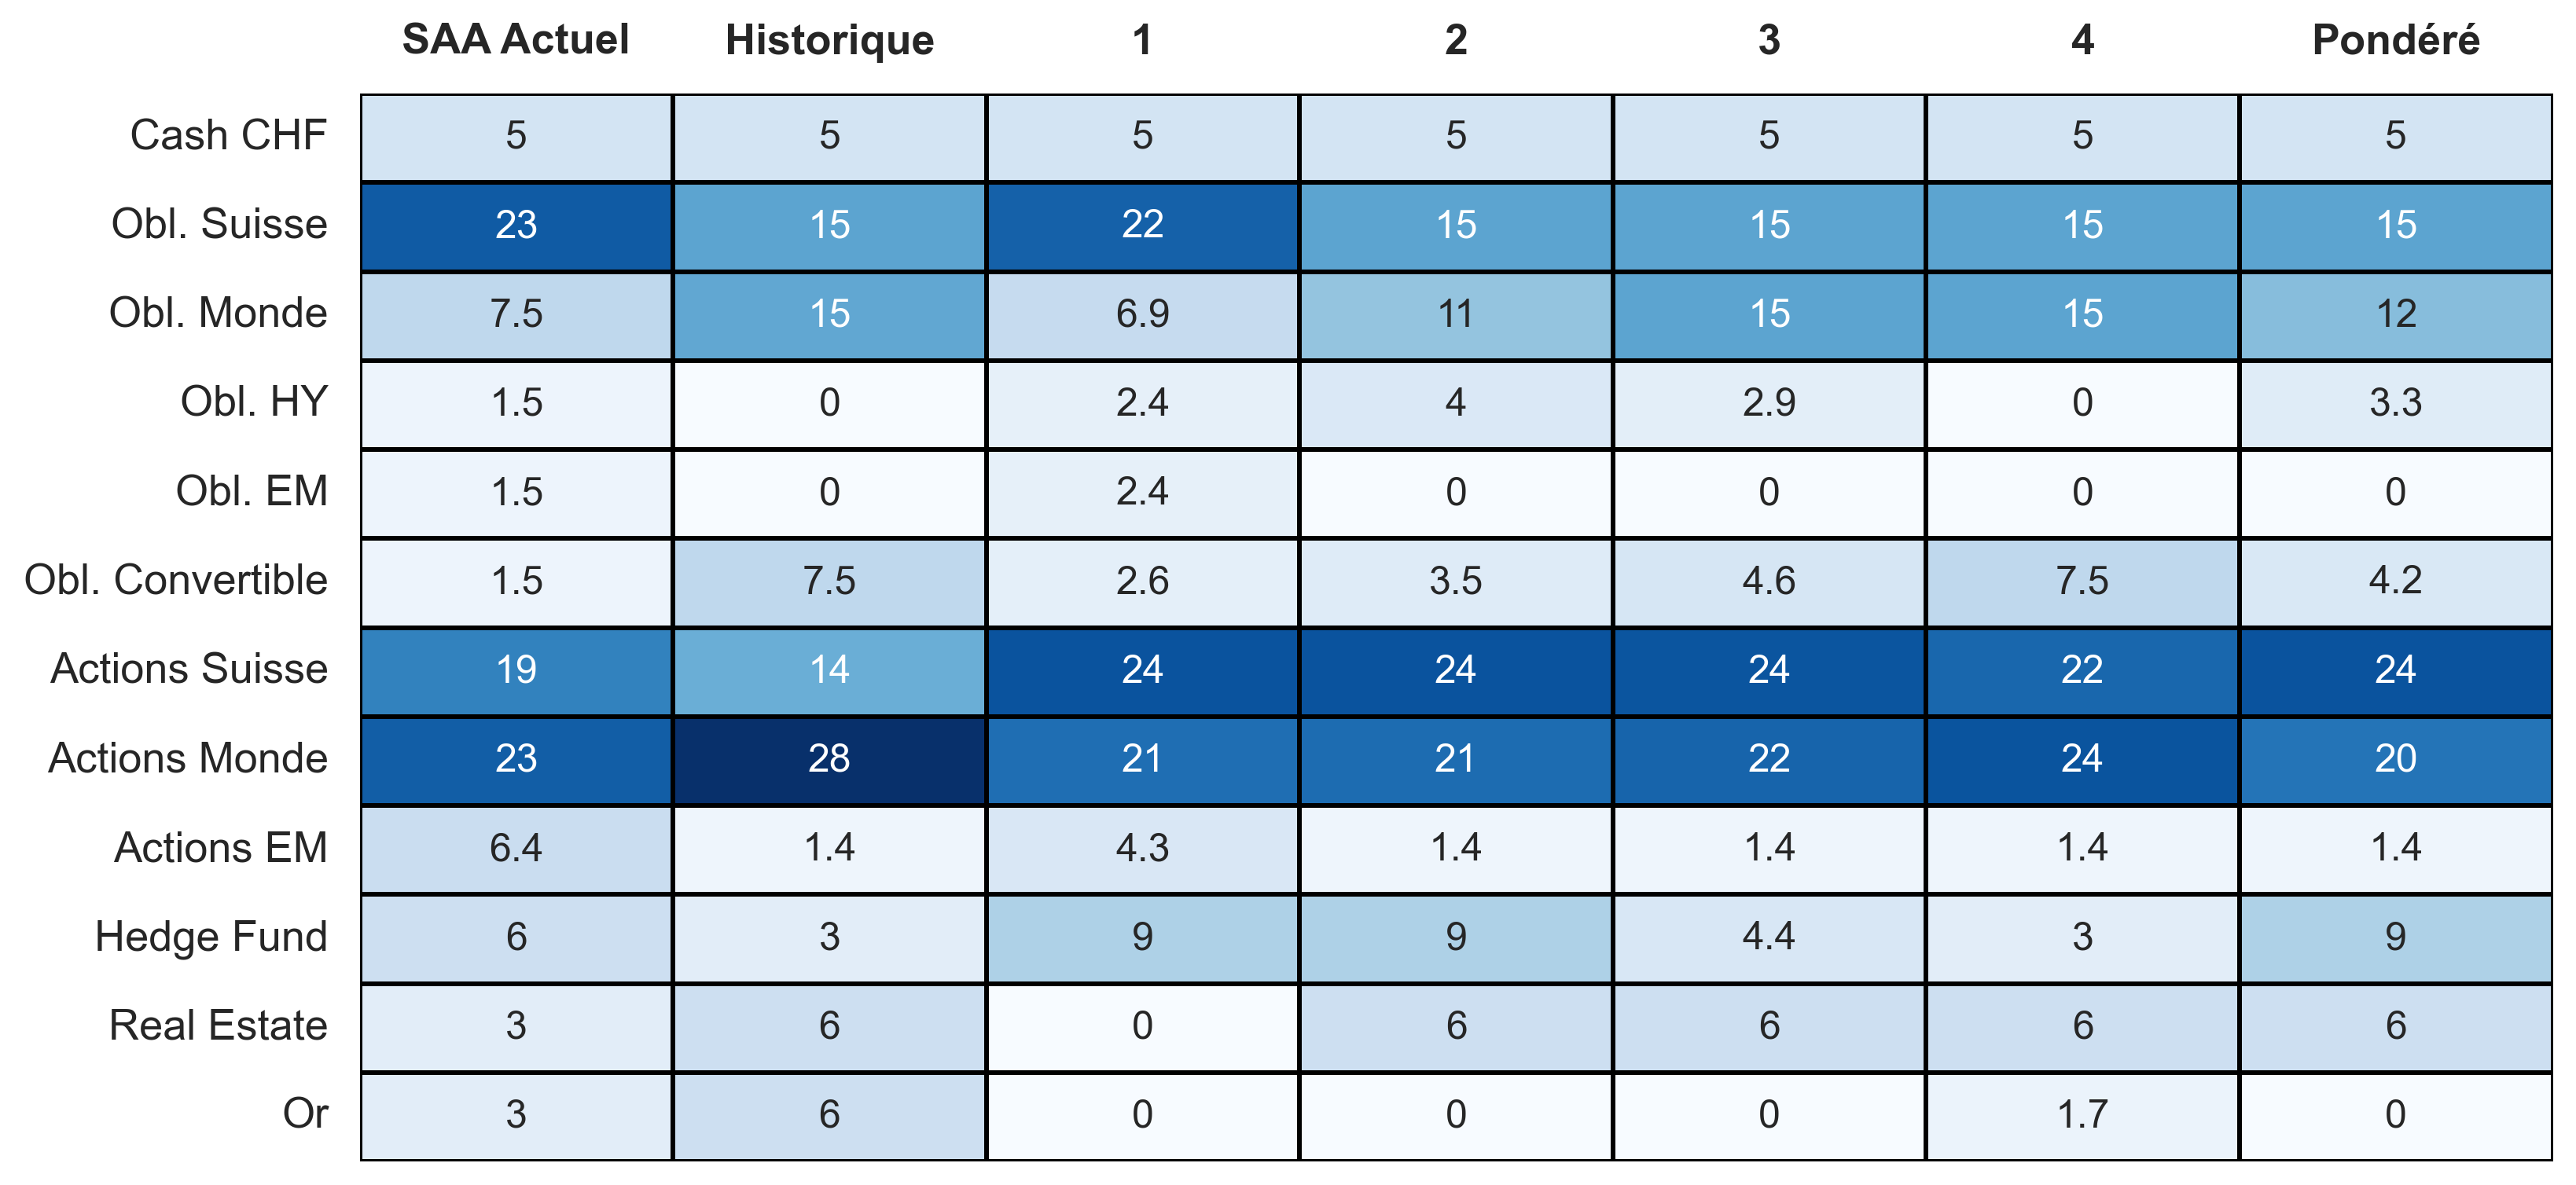 SAA Actuel Historique 1 2 3 4 Pondéré
Cash CHF 5 5 5 5 5 5 5
Obl. Suisse 23 15 22 15 15 15 15
Obl. Monde 7.5 15 6.9 11 15 15 12
Obl. HY 1.5 0 2.4 4 2.9 0 3.3
Obl. EM 1.5 0 2.4 0 0 0 0
Obl. Convertible 1.5 7.5 2.6 3.5 4.6 7.5 4.2
Actions Suisse 19 14 24 24 24 22 24
Actions Monde 23 28 21 21 22 24 20
Actions EM 6.4 1.4 4.3 1.4 1.4 1.4 1.4
Hedge Fund 6 3 9 9 4.4 3 9
Real Estate 3 6 0 6 6 6 6
Or 3 6 0 0 0 1.7 0